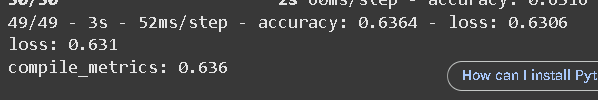 49/49 - 3s - 52ms/step - accuracy: 0.6364 - loss: 0.6306
loss: 0.631
compile_metrics: 0.636
How can I install Pyt